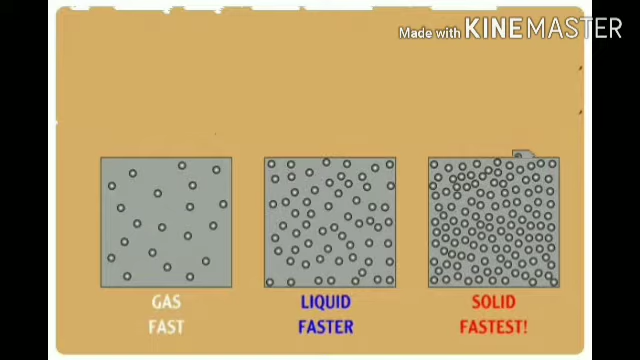 Made with KINEMASTER
GAS
FAST
LIQUID
FASTER
SOLID
FASTEST!